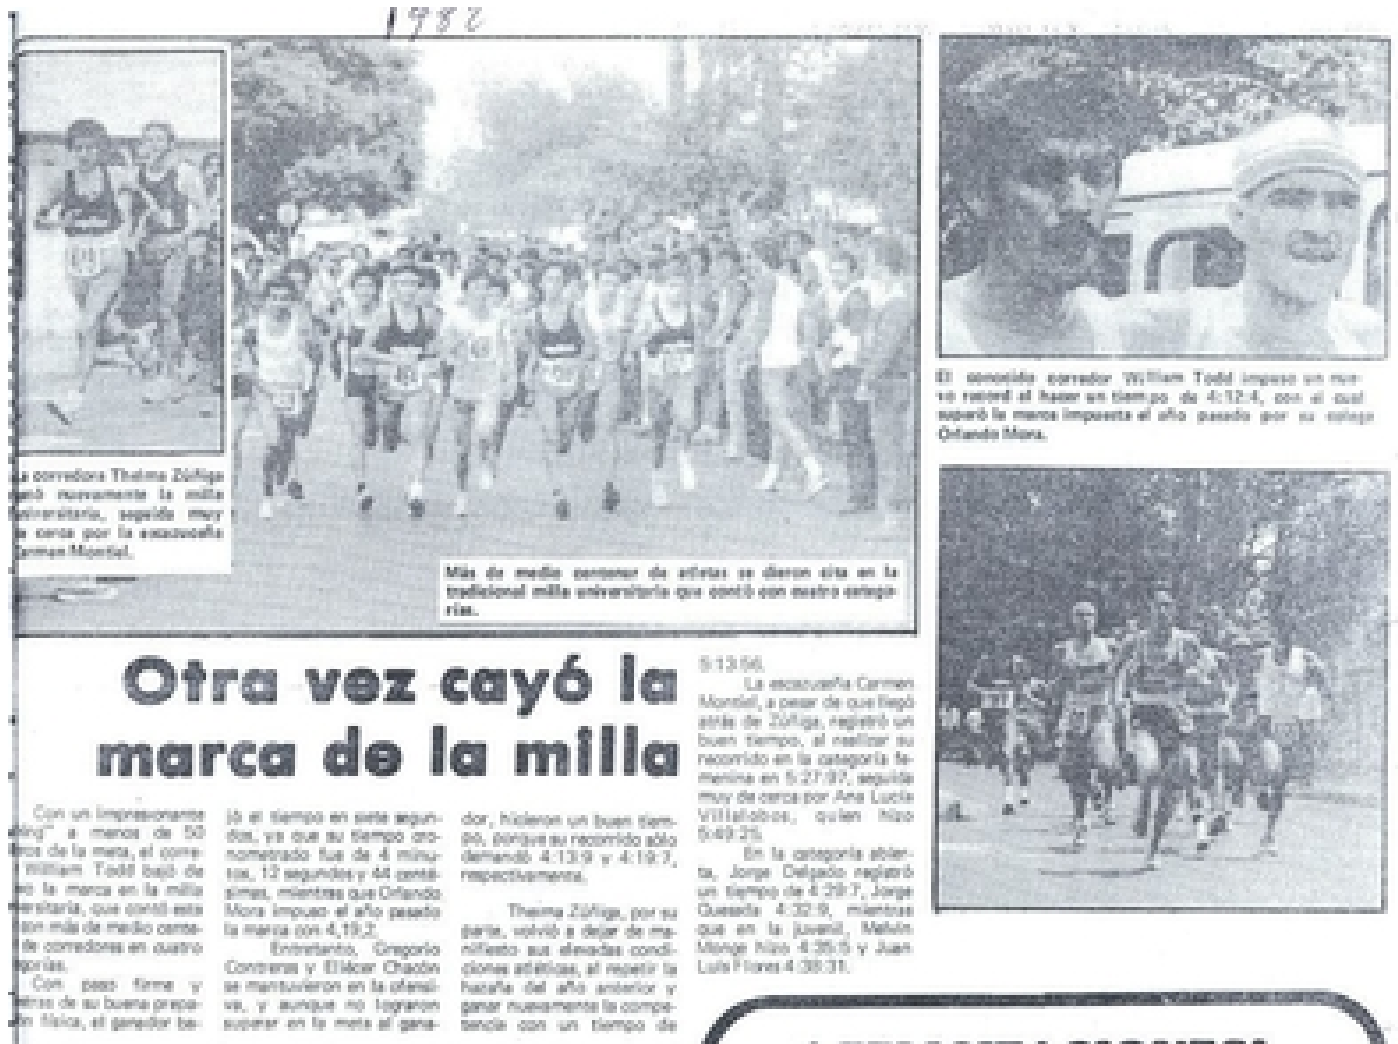 1982
La corredora Thelma Zúñiga
ganó nuevamente la milla
universitaria, seguida muy
de cerca por la escazuceña
Carmen Montiel.
Más de medio centenar de atletas se dieron cita en la
tradicional milla universitaria que contó con cuatro catego-
rías.
El conocido corredor William Todd impuso un nue-
vo record al hacer un tiempo de 4:12:4, con el cual
superó la marca impuesta el año pasado por su colega
Orlando Mora.
Otra vez cayó la
marca de la milla
Con un impresionante
a menos de 50
de la meta, el corre-
William Todd bajó de
la marca en la milla
que contó esta
con más de medio cente-
de corredores en cuatro
Con paso firme y
de su buena prepa-
física, el ganador ba-
jó el tiempo en siete segun-
dos, ya que su tiempo cro-
nometrado fue de 4 minu-
tos, 12 segundos y 44 centé-
simas, mientras que Orlando
Mora impuso el año pasado
la marca con 4,19,2.
Entretanto, Gregorio
Contreras y Eliécer Chacón
se mantuvieron en la ofensi-
va, y aunque no lograron
superar en la meta al gana-
dor, hicieron un buen tiem-
po, porque su recorrido sólo
demandó 4:13:9 y 4:19:7,
respectivamente.
Thelma Zúñiga, por su
parte, volvió a dejar de ma-
nifiesto sus elevadas condi-
ciones atléticas, al repetir la
hazaña del año anterior y
ganar nuevamente la compe-
tencia con un tiempo de
5:13:56.
La escazuceña Carmen
Montiel, a pesar de que llegó
atrás de Zúñiga, registró un
buen tiempo, al realizar su
recorrido en la categoría fe-
menina en 5:27:97, seguida
muy de cerca por Ana Lucía
Villalobos, quien hizo
5:49:25.
En la categoría abier-
ta, Jorge Delgado registró
un tiempo de 4:29:7, Jorge
Quesada 4:32:9, mientras
que en la juvenil, Melvin
Monge hizo 4:35:5 y Juan
Luis Flores 4:38:31.